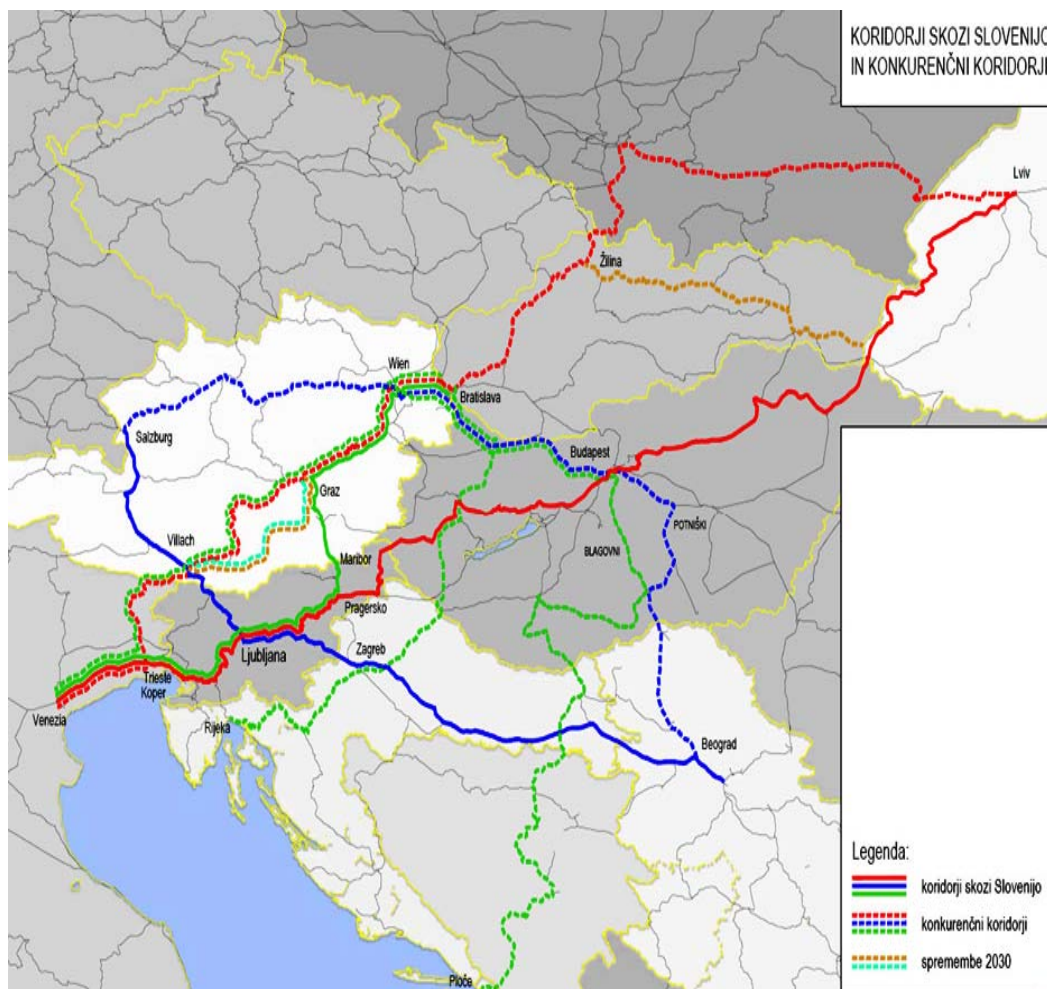 KORIDORJI SKOZI SLOVENIJO
IN KONKURENČNI KORIDORJI
Lviv
Žilina
Wien
Bratislava
Salzburg
Budapest
Graz
POTNIŠKI
Villach
BLAGOVNI
Maribor
Pragersko
Ljubljana
Zagreb
Trieste
Koper
Venezia
Rijeka
Beograd
Ploče
Legenda:
koridorji skozi Slovenijo
konkurenčni koridorji
spremembe 2030